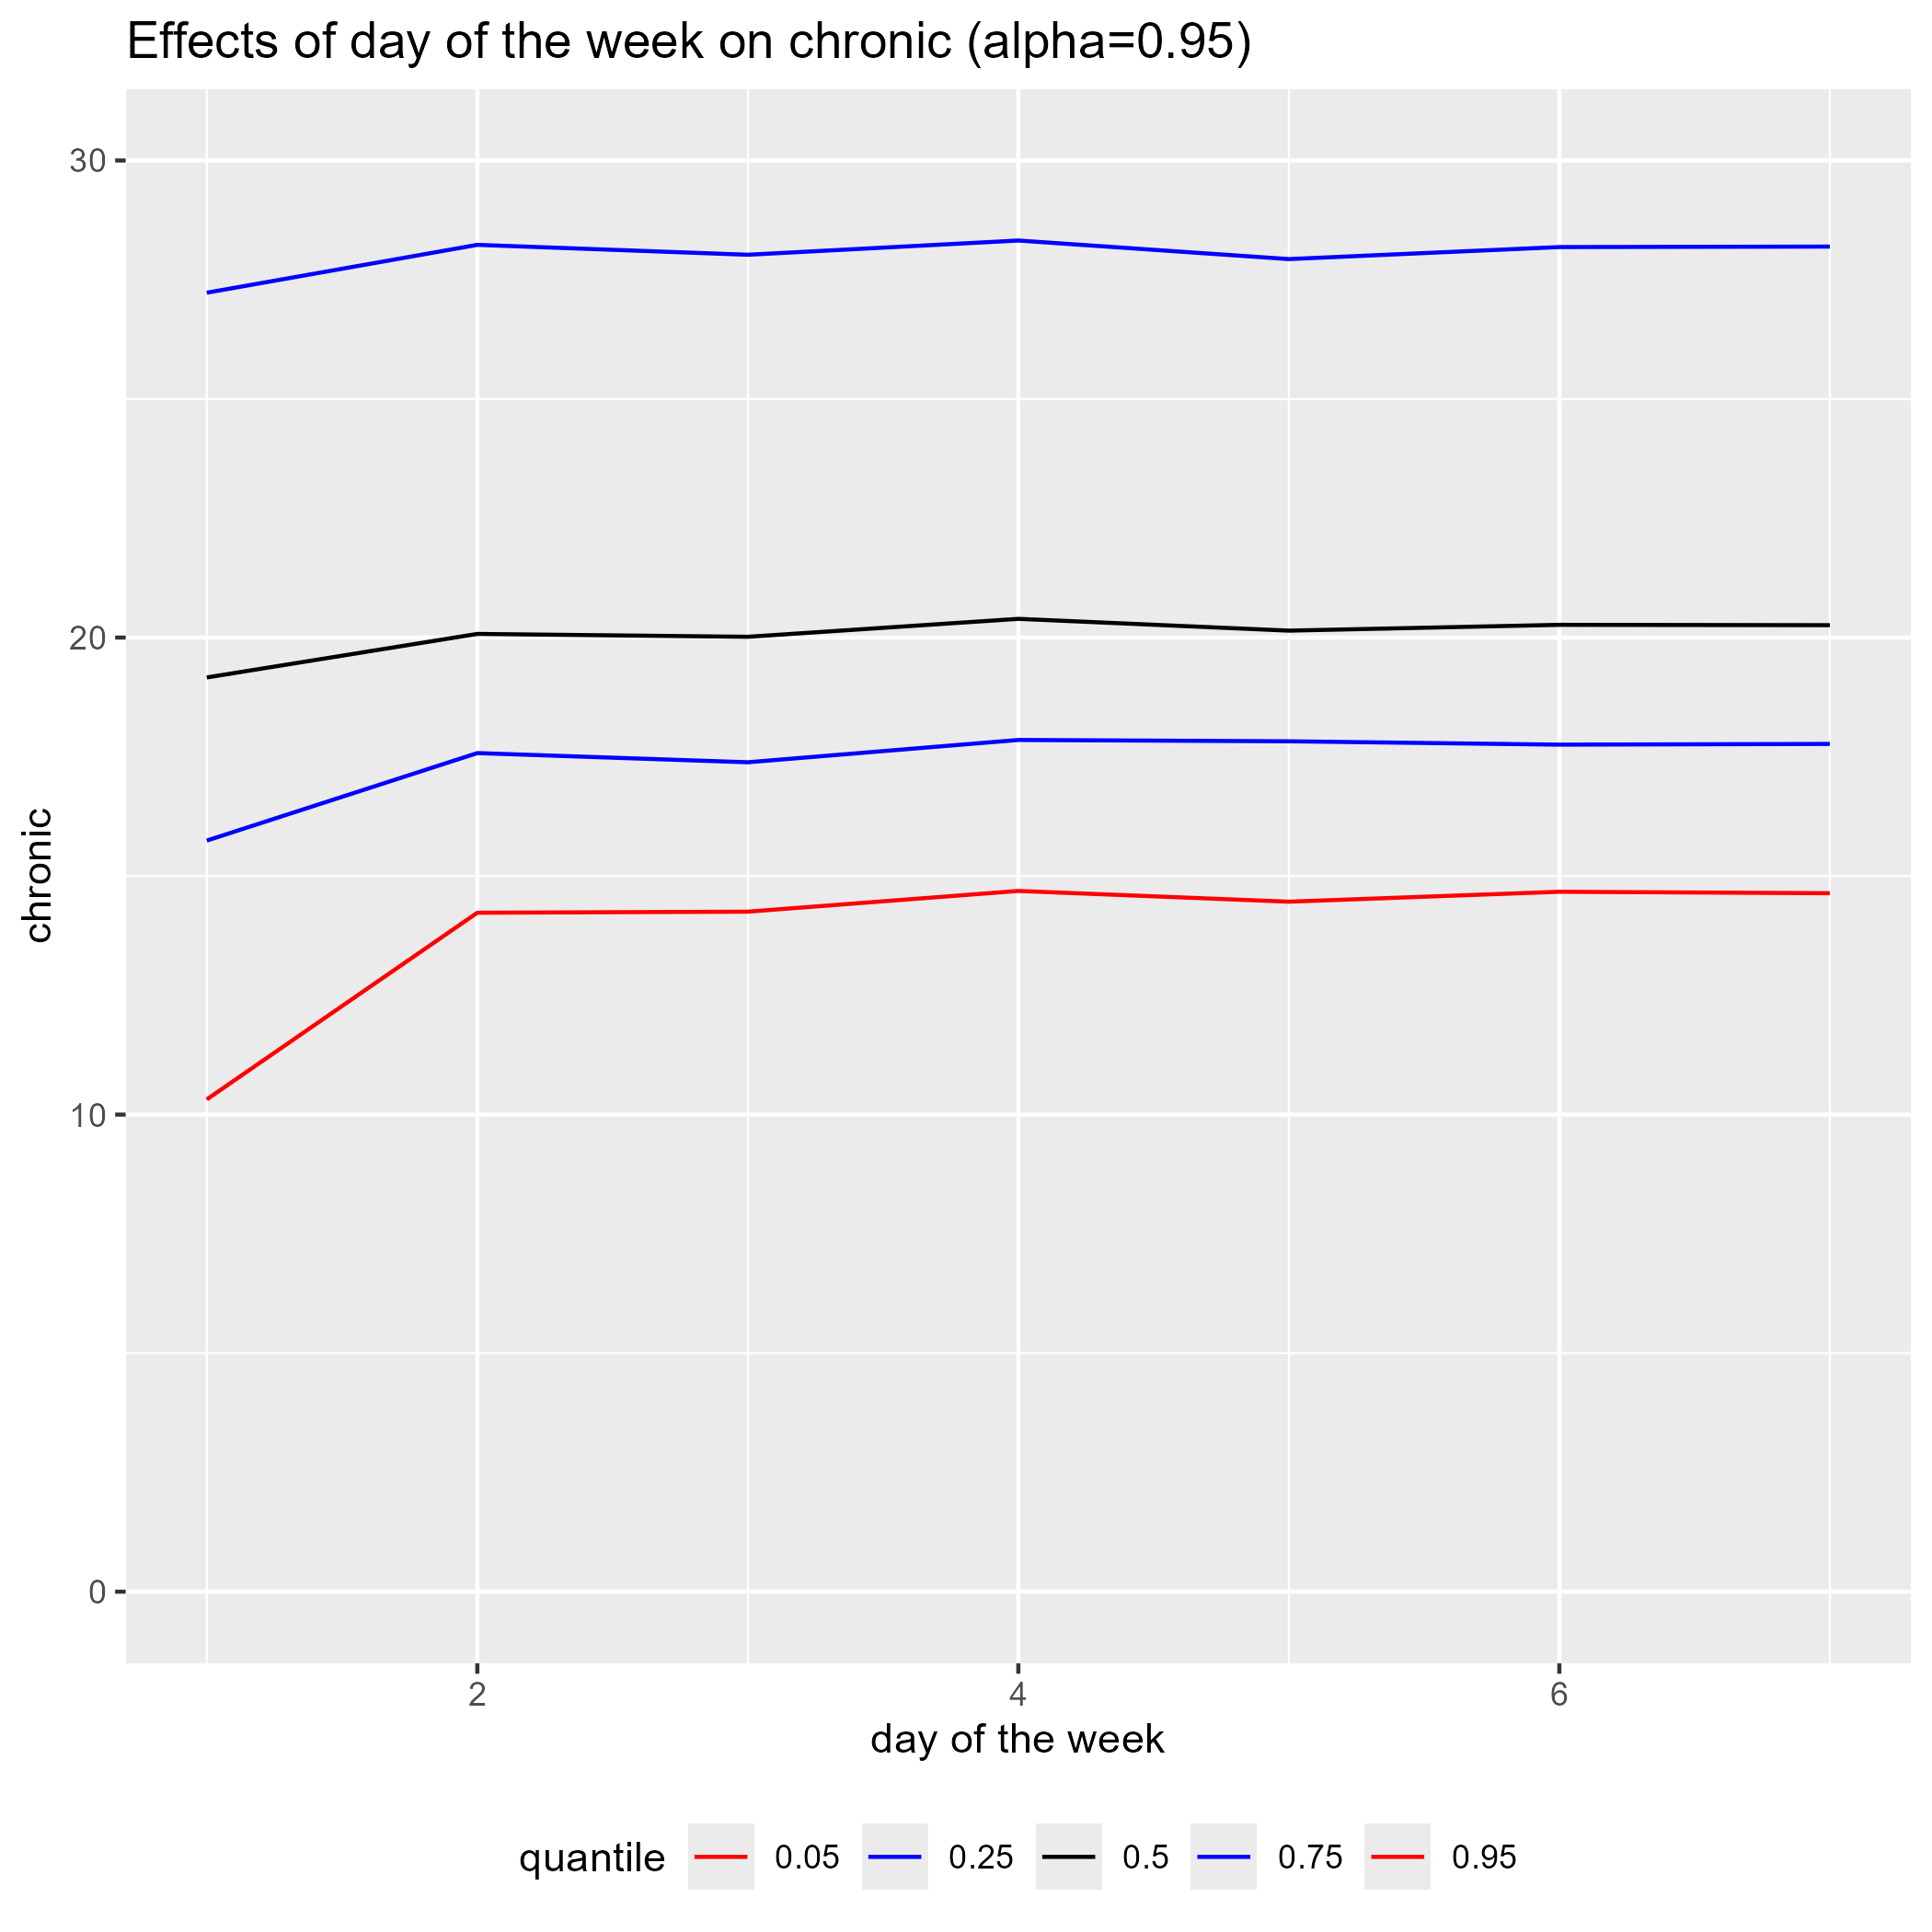 Effects of day of the week on chronic (alpha=0.95)
30
20
10
0
chronic
2 4 6
day of the week
quantile 0.05 0.25 0.5 0.75 0.95